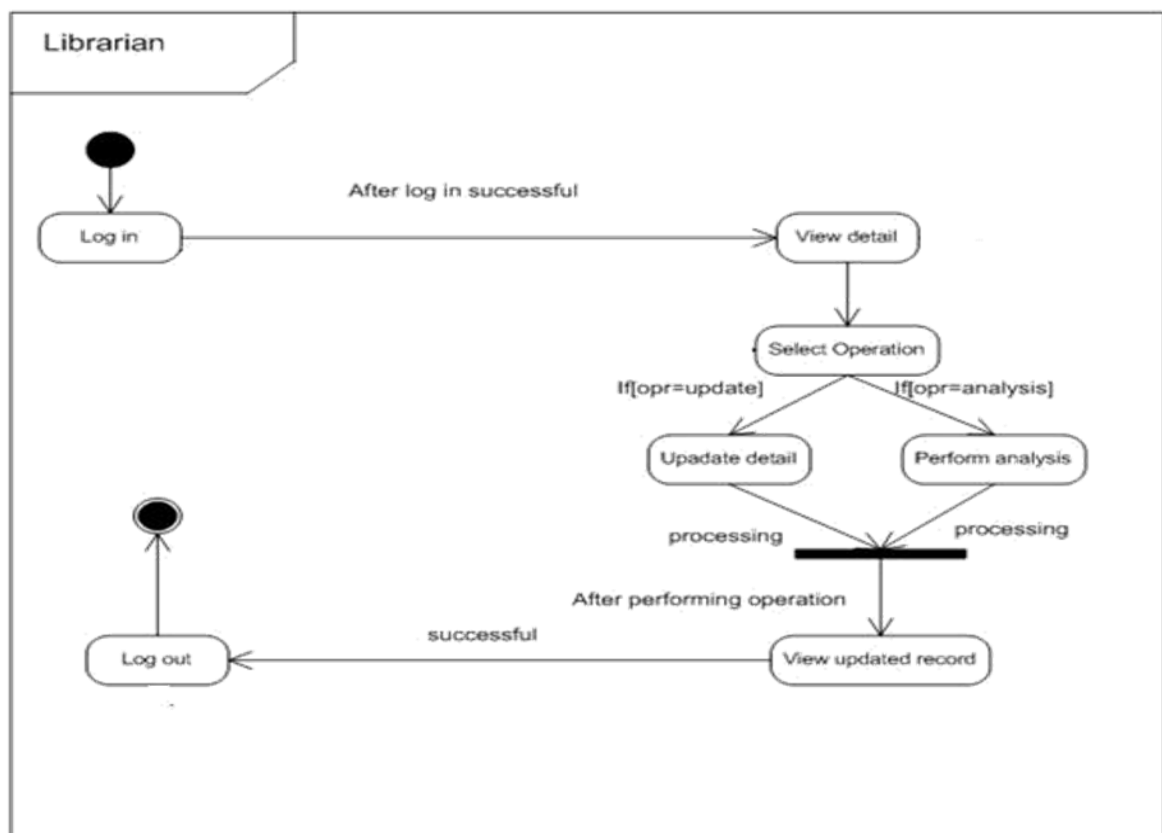 Librarian
After log in successful
Log in
View detail
Select Operation
If[opr=update]
If[opr=analysis]
Upadate detail
Perform analysis
processing
processing
After performing operation
successful
Log out
View updated record